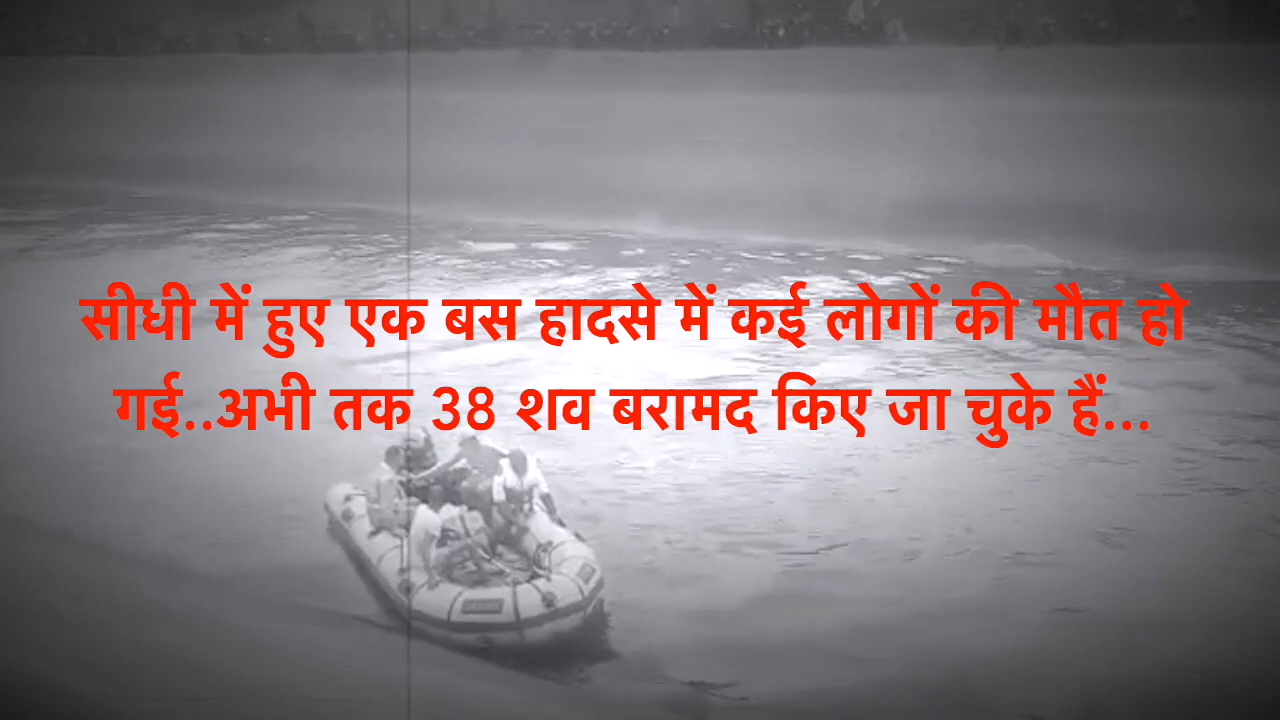 सीधी में हुए एक बस हादसे में कई लोगों की मौत हो
गई..अभी तक 38 शव बरामद किए जा चुके हैं...